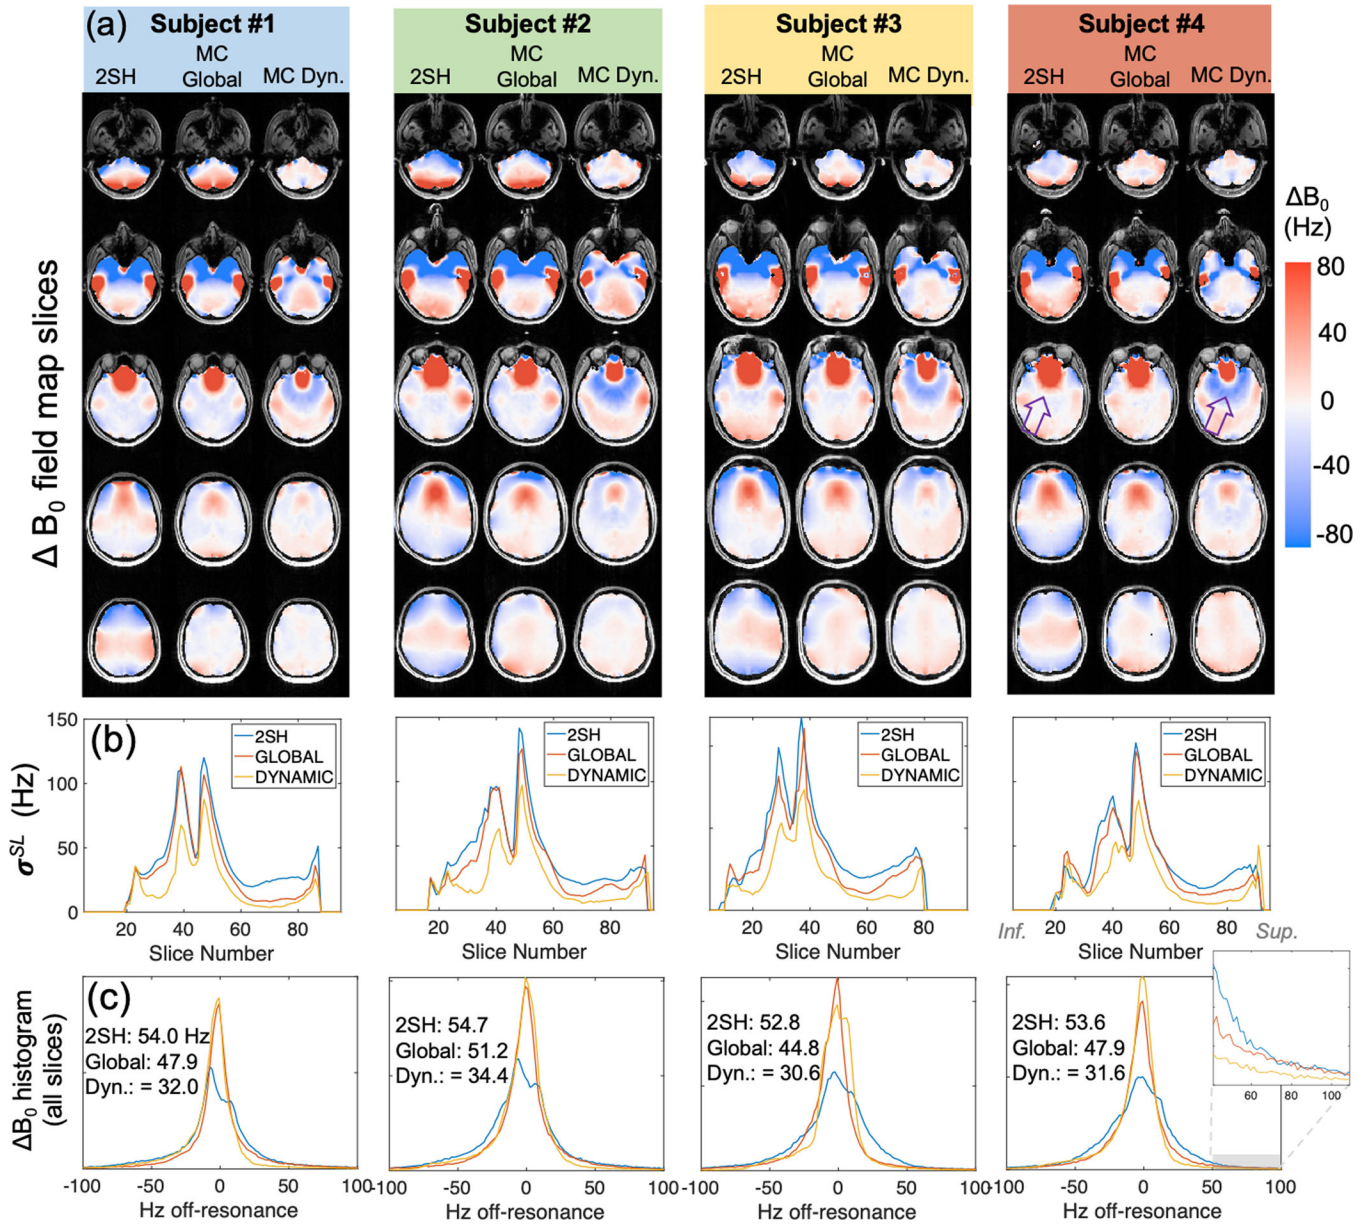 (a)
Subject #1
Subject #2
Subject #3
Subject #4
2SH
MC Global
MC Dyn.
2SH
MC Global
MC Dyn.
2SH
MC Global
MC Dyn.
2SH
MC Global
MC Dyn.
Δ B₀ field map slices
ΔB₀
(Hz)
80
40
0
-40
-80
(b)
σ^SL (Hz)
150
100
50
0
2SH
GLOBAL
DYNAMIC
2SH
GLOBAL
DYNAMIC
2SH
GLOBAL
DYNAMIC
2SH
GLOBAL
DYNAMIC
20 40 60 80
20 40 60 80
20 40 60 80
20 40 60 80
Inf.
Sup.
Slice Number
Slice Number
Slice Number
Slice Number
(c)
ΔB₀ histogram
(all slices)
2SH: 54.0 Hz
Global: 47.9
Dyn.: = 32.0
2SH: 54.7
Global: 51.2
Dyn.: = 34.4
2SH: 52.8
Global: 44.8
Dyn.: = 30.6
2SH: 53.6
Global: 47.9
Dyn.: = 31.6
60 80 100
-100 -50 0 50 100
-100 -50 0 50 100
-100 -50 0 50 100
-100 -50 0 50 100
Hz off-resonance
Hz off-resonance
Hz off-resonance
Hz off-resonance